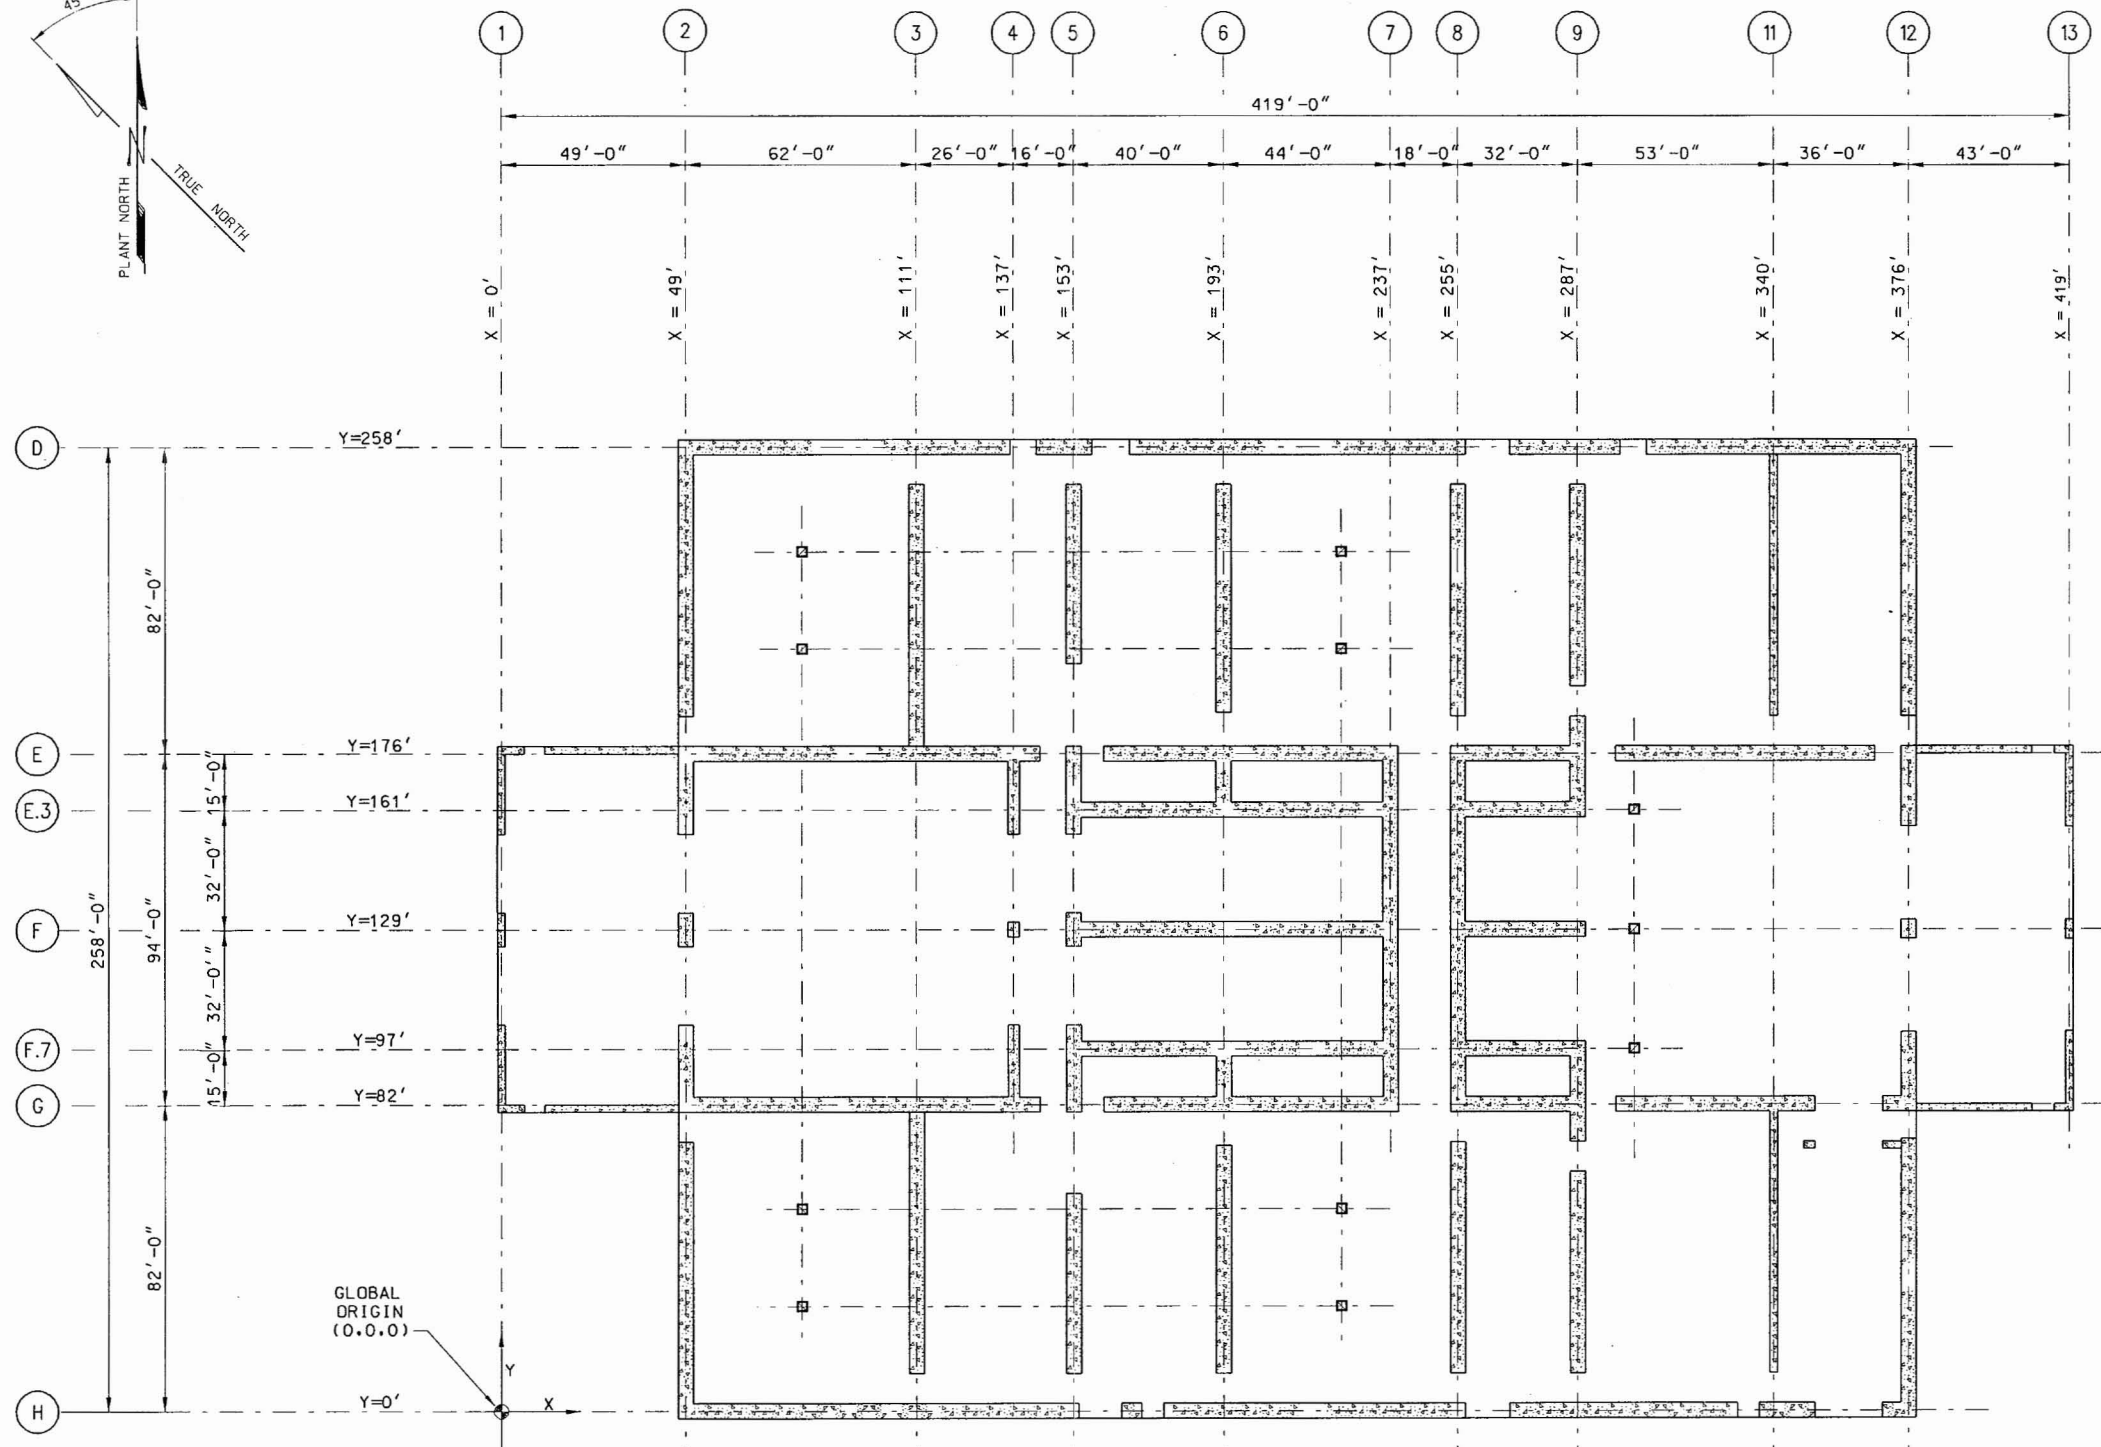 45
PLANT NORTH
TRUE NORTH
N
1
2
3
4
5
6
7
8
9
11
12
13
419'-0"
49'-0"
62'-0"
26'-0"
16'-0"
40'-0"
44'-0"
18'-0"
32'-0"
53'-0"
36'-0"
43'-0"
X = 0'
X = 49'
X = 111'
X = 137'
X = 153'
X = 193'
X = 237'
X = 255'
X = 287'
X = 340'
X = 376'
X = 419'
D
Y=258'
82'-0"
E
Y=176'
15'-0"
E.3
Y=161'
32'-0"
258'-0"
94'-0"
F
Y=129'
32'-0"
F.7
Y=97'
15'-0"
G
Y=82'
82'-0"
GLOBAL
ORIGIN
(0.0.0)
Y
X
H
Y=0'